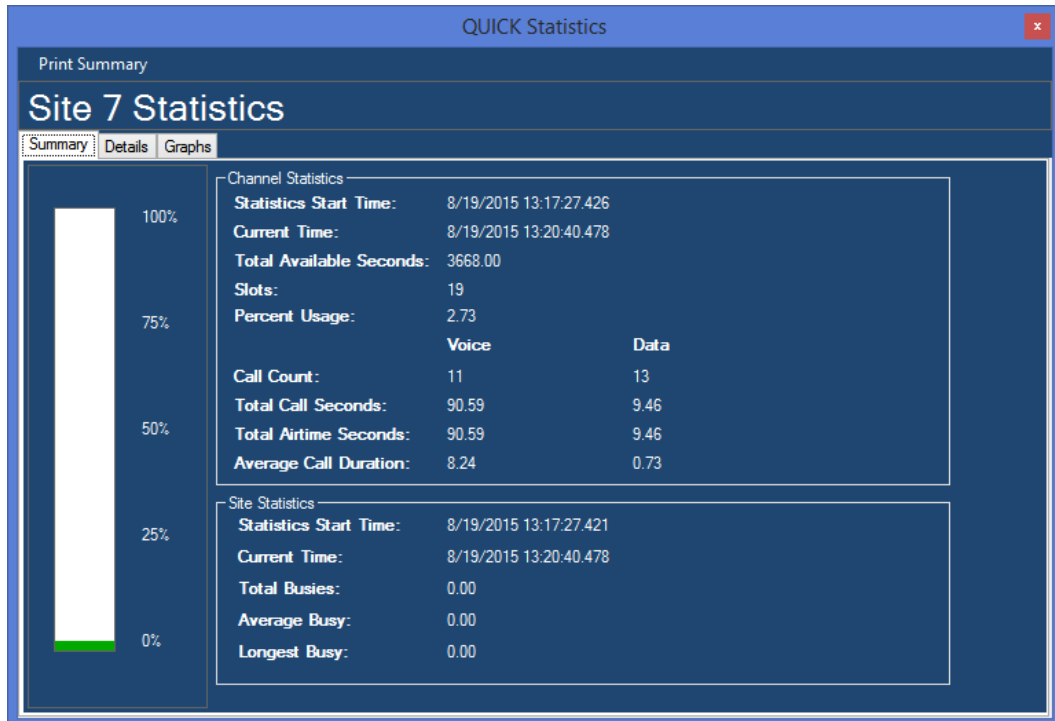 QUICK Statistics
x
Print Summary
Site 7 Statistics
Summary Details Graphs
100%
75%
50%
25%
0%
Channel Statistics
Statistics Start Time: 8/19/2015 13:17:27.426
Current Time: 8/19/2015 13:20:40.478
Total Available Seconds: 3668.00
Slots: 19
Percent Usage: 2.73
Voice Data
Call Count: 11 13
Total Call Seconds: 90.59 9.46
Total Airtime Seconds: 90.59 9.46
Average Call Duration: 8.24 0.73
Site Statistics
Statistics Start Time: 8/19/2015 13:17:27.421
Current Time: 8/19/2015 13:20:40.478
Total Busies: 0.00
Average Busy: 0.00
Longest Busy: 0.00